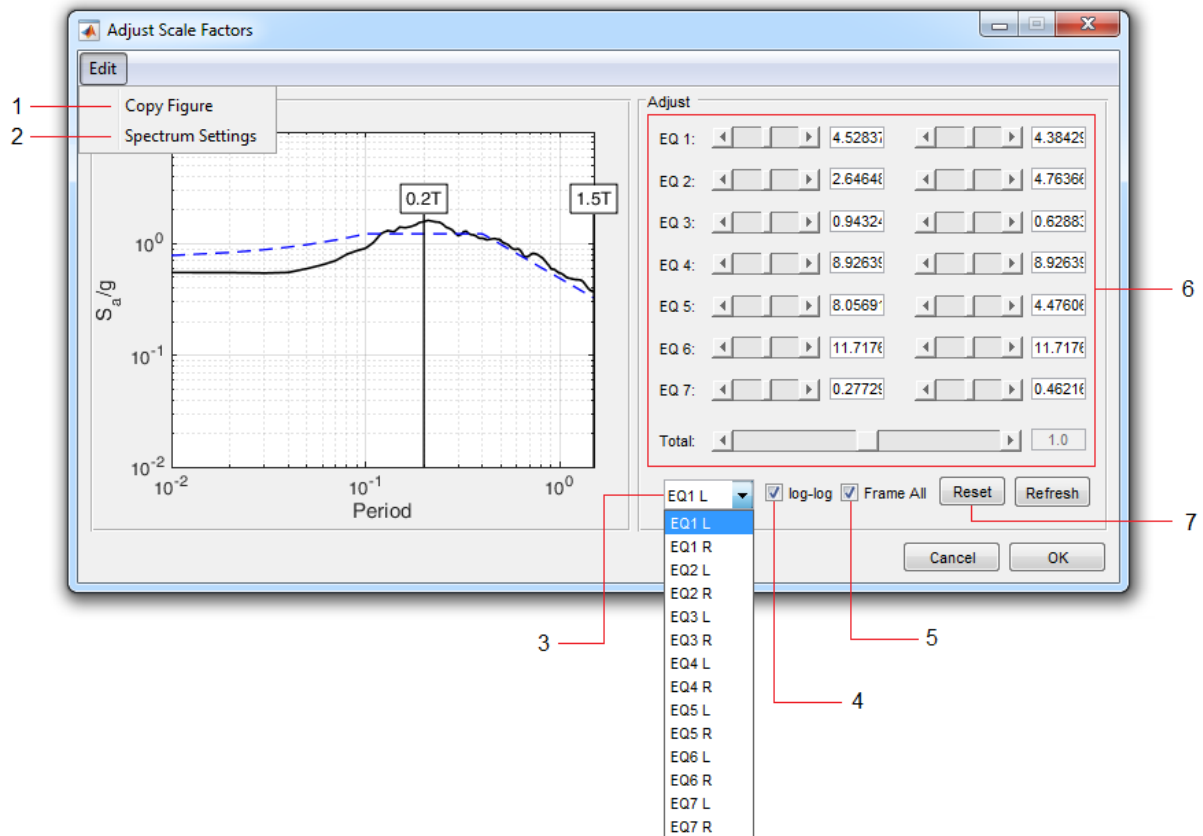 Adjust Scale Factors
Edit
1
Copy Figure
2
Spectrum Settings
0.2T
1.5T
10^0
10^-1
10^-2
S_a/g
10^-2
10^-1
10^0
Period
Adjust
EQ 1: 4.52837 4.38429
EQ 2: 2.64648 4.76366
EQ 3: 0.94324 0.62883
EQ 4: 8.92639 8.92639
EQ 5: 8.05691 4.47606
EQ 6: 11.7176 11.7176
EQ 7: 0.27729 0.46216
Total: 1.0
6
EQ1 L log-log Frame All Reset Refresh
7
Cancel OK
3
EQ1 L
EQ1 R
EQ2 L
EQ2 R
EQ3 L
EQ3 R
EQ4 L
EQ4 R
EQ5 L
EQ5 R
EQ6 L
EQ6 R
EQ7 L
EQ7 R
5
4